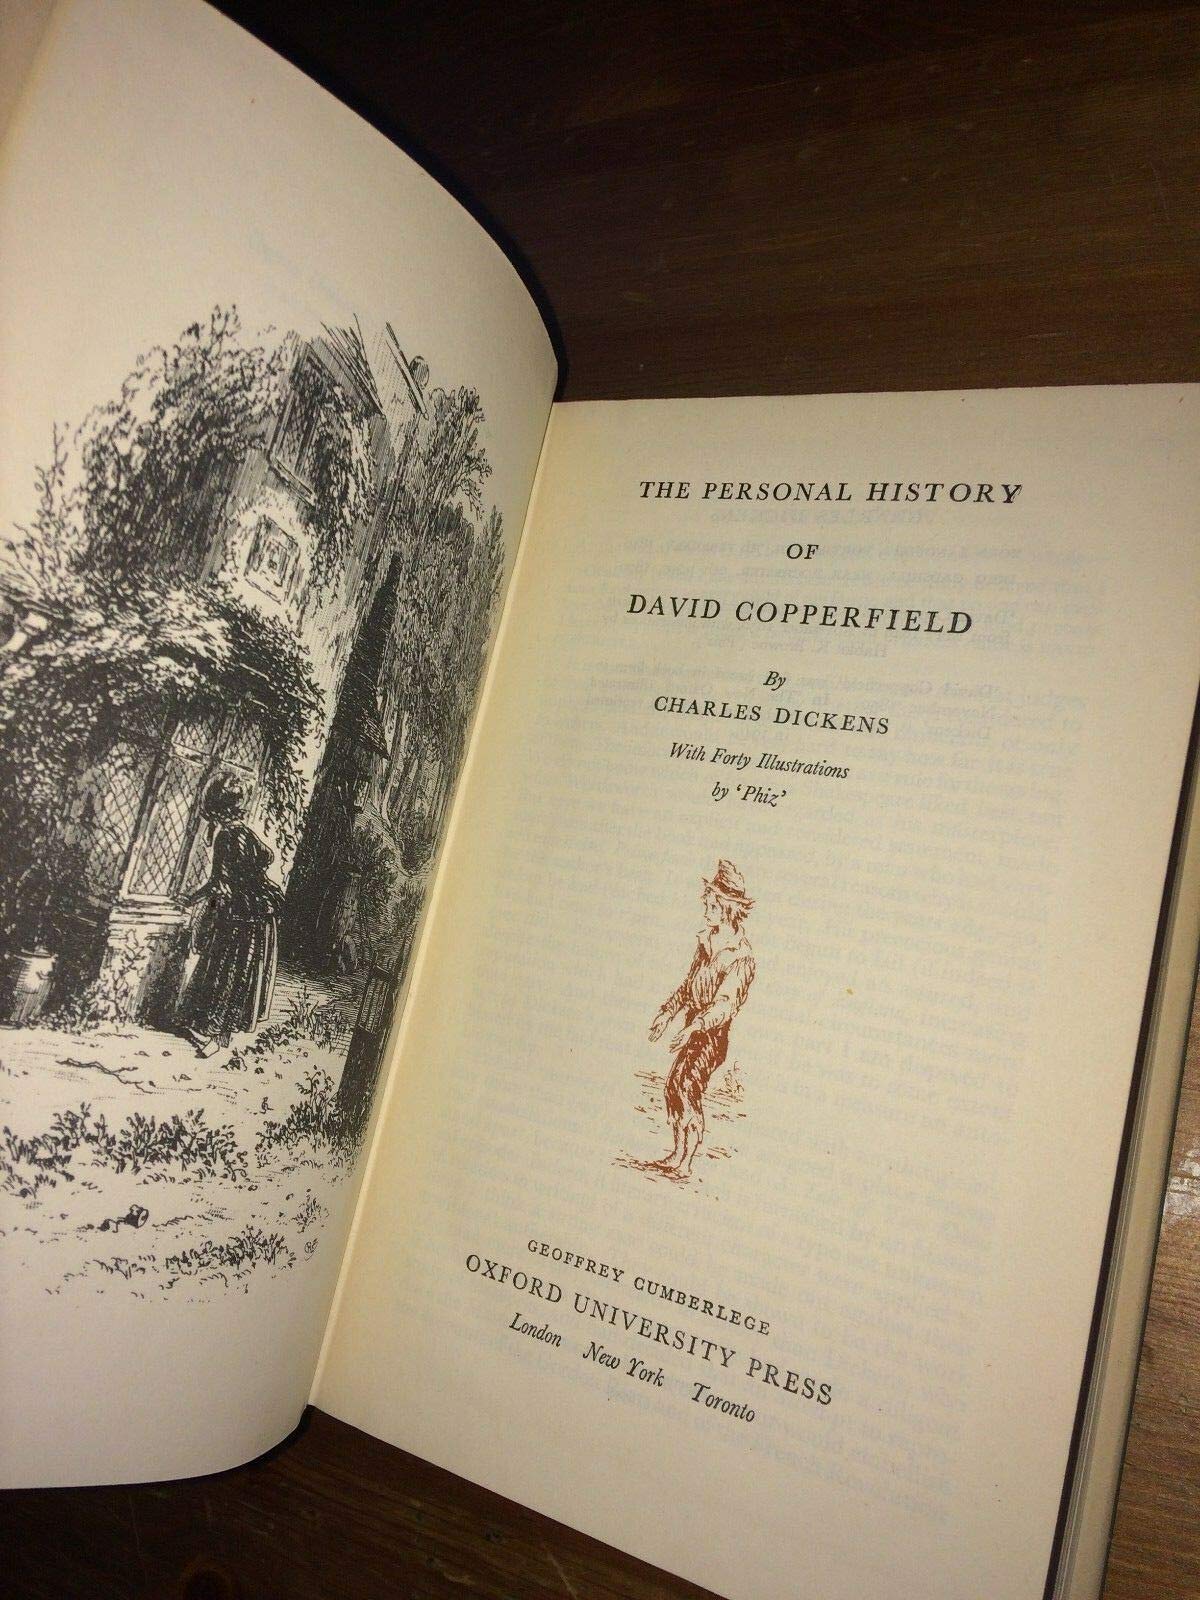 THE PERSONAL HISTORY
OF
DAVID COPPERFIELD
By
CHARLES DICKENS
With Forty Illustrations
by ‘Phiz’
GEOFFREY CUMBERLEGE
OXFORD UNIVERSITY PRESS
London New York Toronto